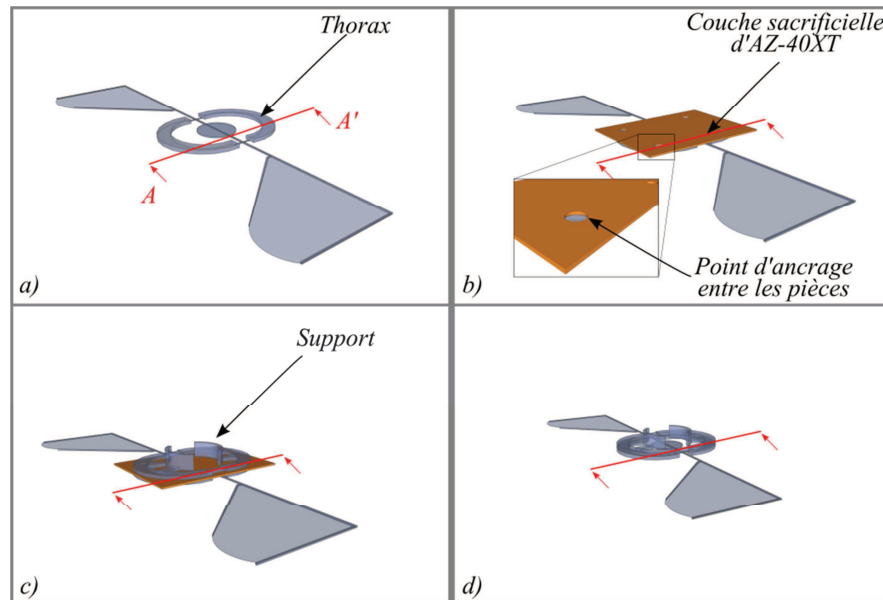 Thorax
A'
A
a)
Couche sacrificielle
d'AZ-40XT
Point d'ancrage
entre les pièces
b)
Support
c)
d)